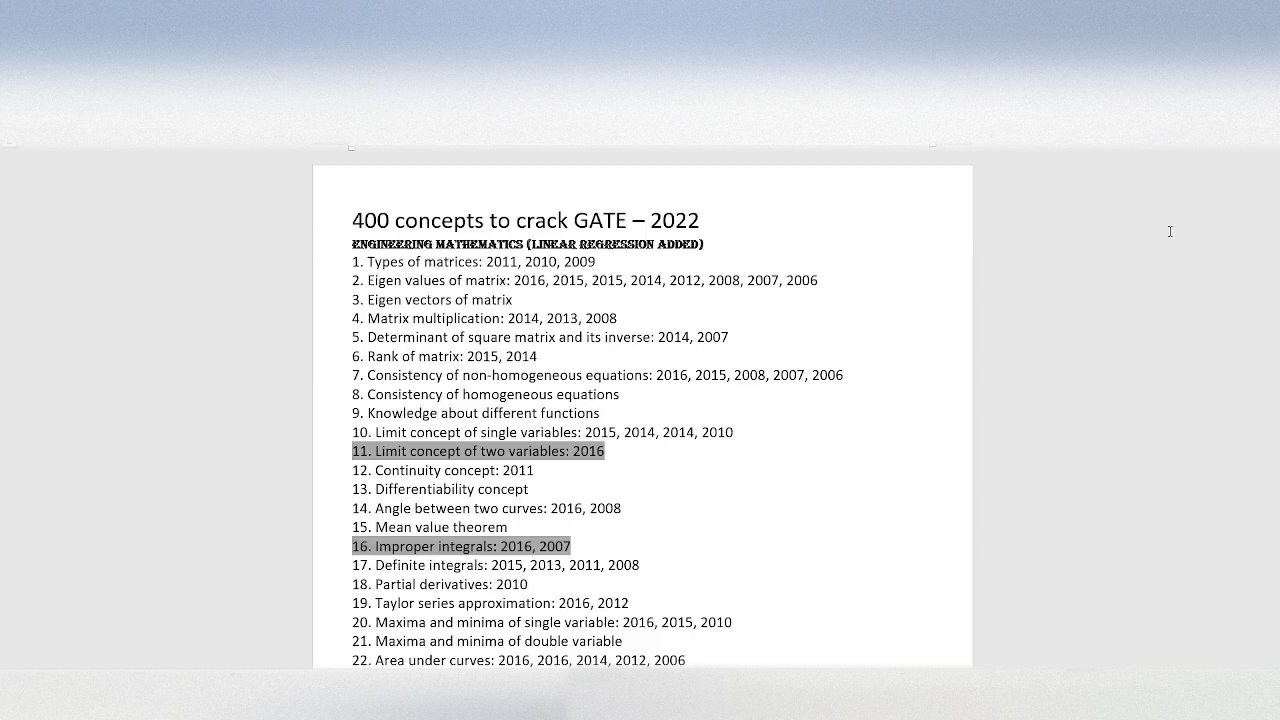 400 concepts to crack GATE – 2022
ENGINEERING MATHEMATICS (LINEAR REGRESSION ADDED)
1. Types of matrices: 2011, 2010, 2009
2. Eigen values of matrix: 2016, 2015, 2015, 2014, 2012, 2008, 2007, 2006
3. Eigen vectors of matrix
4. Matrix multiplication: 2014, 2013, 2008
5. Determinant of square matrix and its inverse: 2014, 2007
6. Rank of matrix: 2015, 2014
7. Consistency of non-homogeneous equations: 2016, 2015, 2008, 2007, 2006
8. Consistency of homogeneous equations
9. Knowledge about different functions
10. Limit concept of single variables: 2015, 2014, 2014, 2010
11. Limit concept of two variables: 2016
12. Continuity concept: 2011
13. Differentiability concept
14. Angle between two curves: 2016, 2008
15. Mean value theorem
16. Improper integrals: 2016, 2007
17. Definite integrals: 2015, 2013, 2011, 2008
18. Partial derivatives: 2010
19. Taylor series approximation: 2016, 2012
20. Maxima and minima of single variable: 2016, 2015, 2010
21. Maxima and minima of double variable
22. Area under curves: 2016, 2016, 2014, 2012, 2006